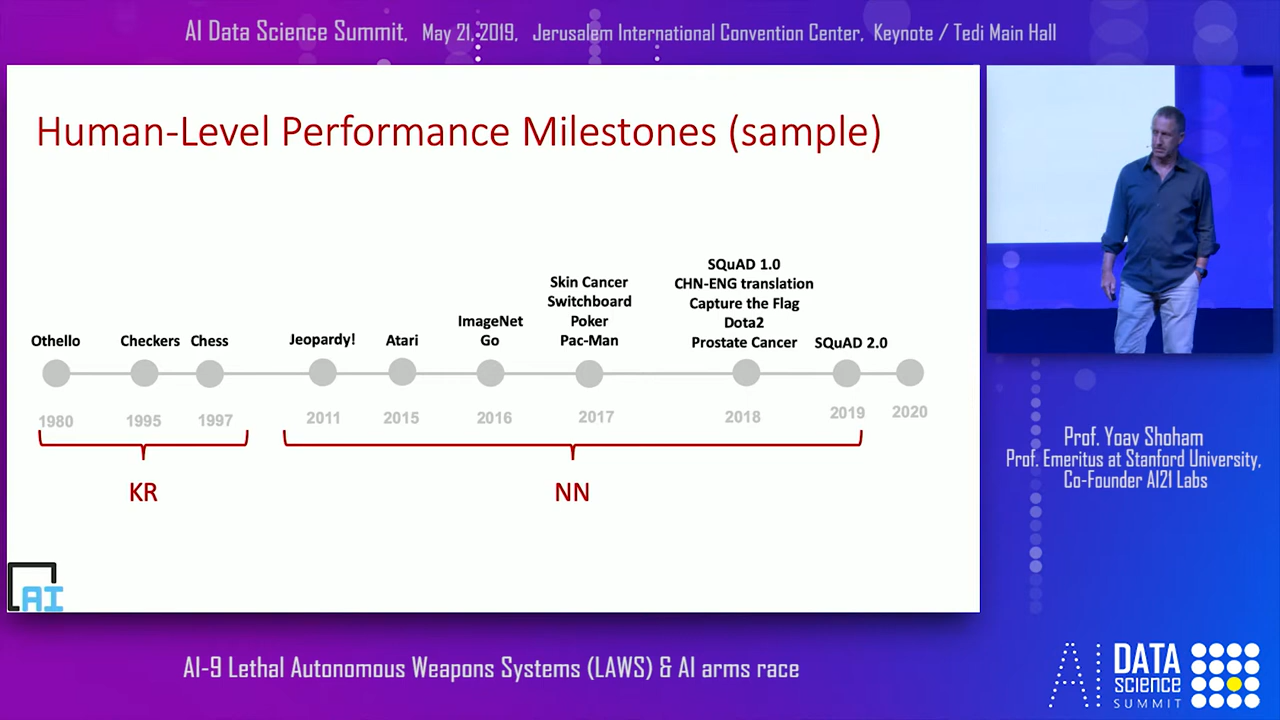 AI Data Science Summit, May 21, 2019, Jerusalem International Convention Center, Keynote / Tedi Main Hall
Human-Level Performance Milestones (sample)
Othello
Checkers
Chess
Jeopardy!
Atari
ImageNet
Go
Skin Cancer
Switchboard
Poker
Pac-Man
SQuAD 1.0
CHN-ENG translation
Capture the Flag
Dota2
Prostate Cancer
SQuAD 2.0
1980
1995
1997
2011
2015
2016
2017
2018
2019
2020
KR
NN
AI
Prof. Yoav Shoham
Prof. Emeritus at Stanford University,
Co-Founder AI21 Labs
AI-9 Lethal Autonomous Weapons Systems (LAWS) & AI arms race
AI DATA
SCIENCE
SUMMIT